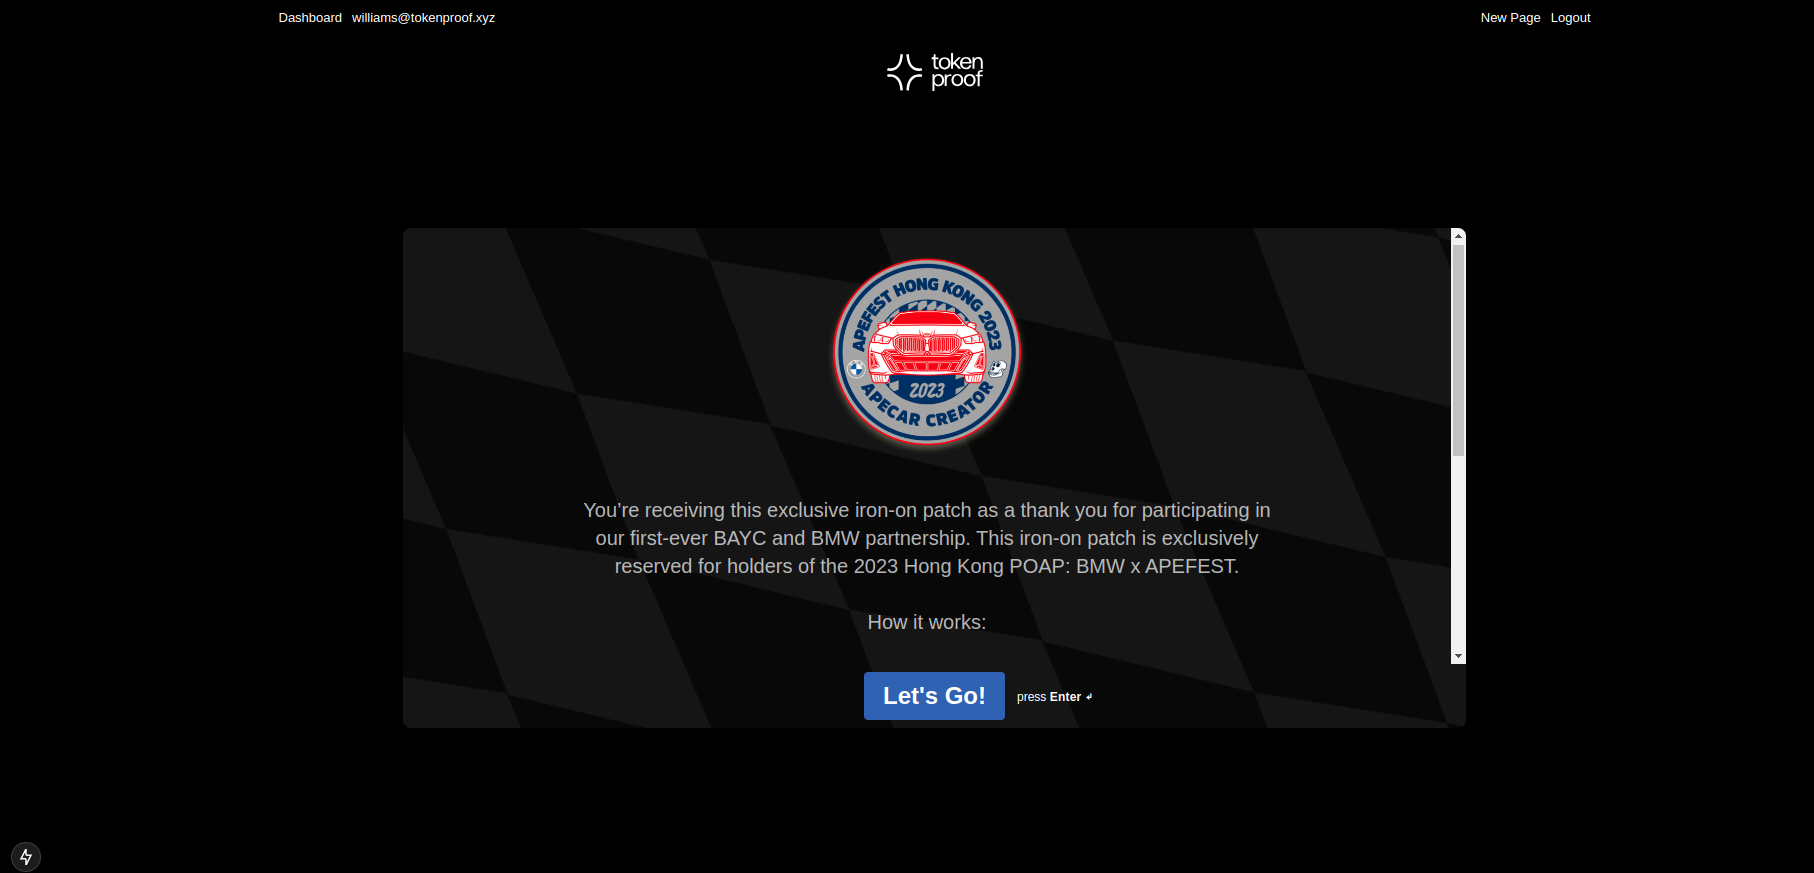 Dashboard williams@tokenproof.xyz
New Page Logout
token
proof
APEFEST HONG KONG 2023
2023
APECAR CREATOR
You’re receiving this exclusive iron-on patch as a thank you for participating in
our first-ever BAYC and BMW partnership. This iron-on patch is exclusively
reserved for holders of the 2023 Hong Kong POAP: BMW x APEFEST.
How it works:
Let's Go!
press Enter ↲